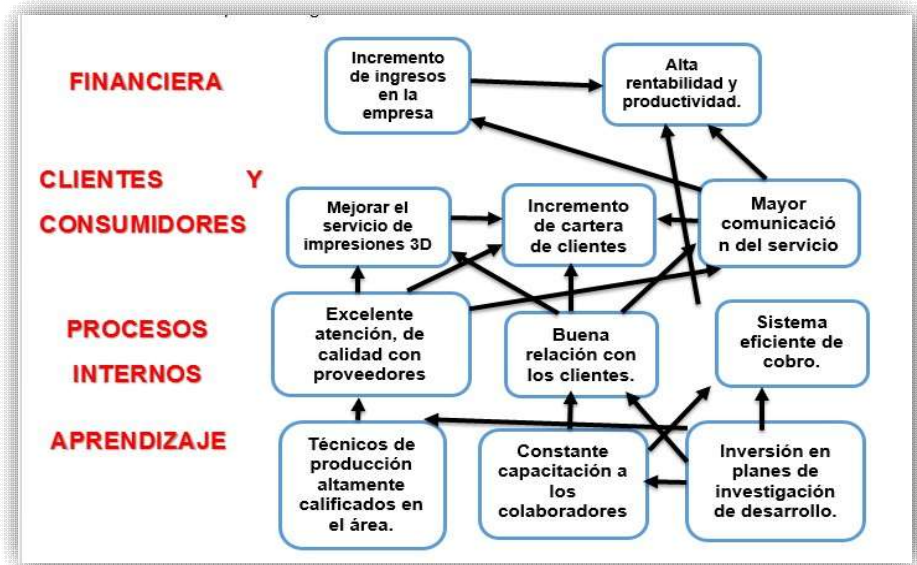 FINANCIERA
Incremento
de ingresos
en la
empresa
Alta
rentabilidad y
productividad.
CLIENTES Y
CONSUMIDORES
Mejorar el
servicio de
impresiones 3D
Incremento
de cartera
de clientes
Mayor
comunicació
n del servicio
PROCESOS
INTERNOS
Excelente
atención, de
calidad con
proveedores
Buena
relación con
los clientes.
Sistema
eficiente de
cobro.
APRENDIZAJE
Técnicos de
producción
altamente
calificados en
el área.
Constante
capacitación a
los
colaboradores
Inversión en
planes de
investigación
de desarrollo.